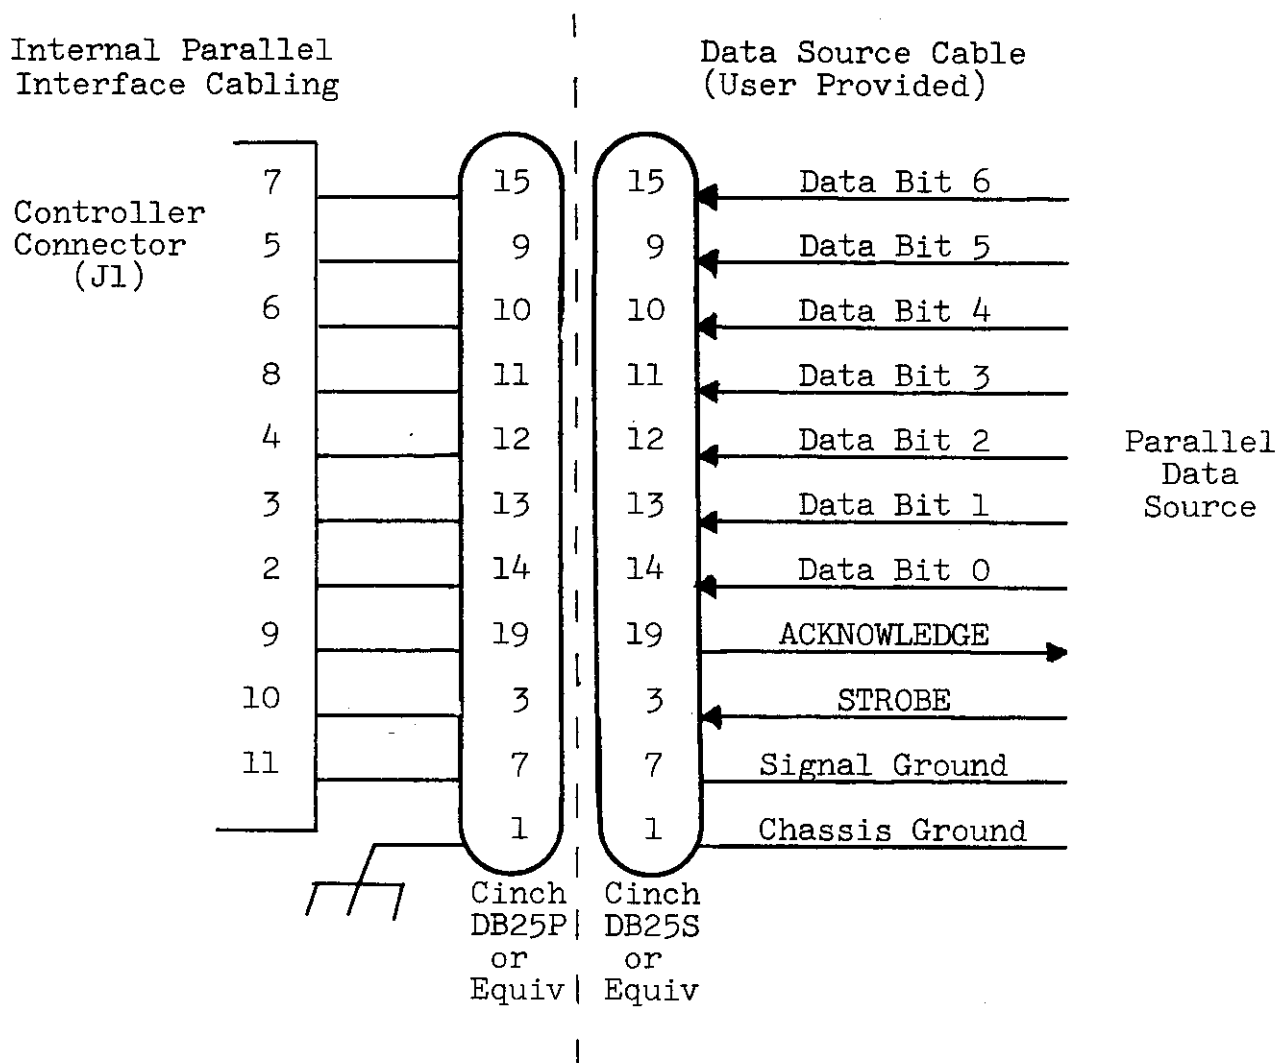 Internal Parallel
Interface Cabling
Data Source Cable
(User Provided)
Controller
Connector
(J1)
7 15 15 Data Bit 6
5 9 9 Data Bit 5
6 10 10 Data Bit 4
8 11 11 Data Bit 3
4 12 12 Data Bit 2
3 13 13 Data Bit 1
2 14 14 Data Bit 0
9 19 19 ACKNOWLEDGE
10 3 3 STROBE
11 7 7 Signal Ground
1 1 Chassis Ground
Parallel
Data
Source
Cinch
DB25P
or
Equiv
Cinch
DB25S
or
Equiv